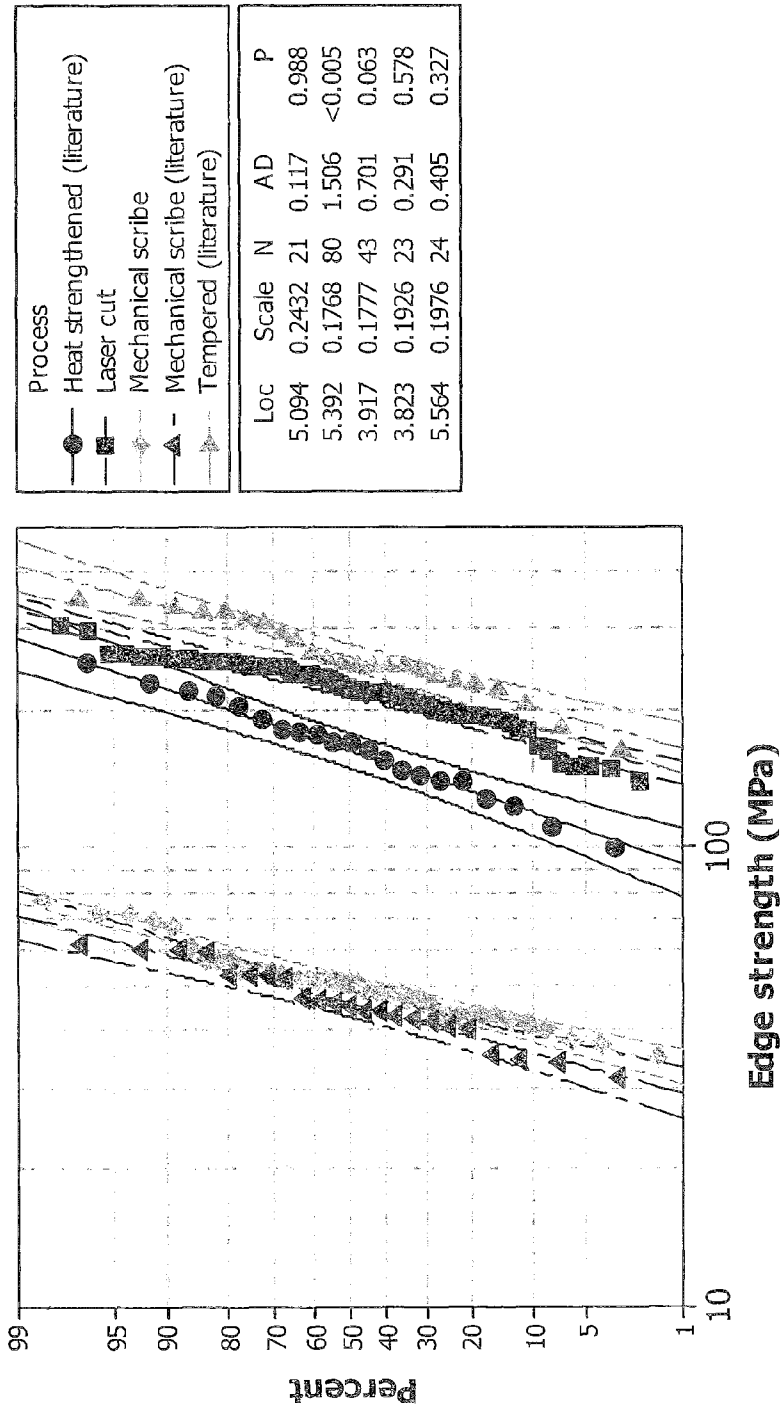 Process
Heat strengthened (literature)
Laser cut
Mechanical scribe
Mechanical scribe (literature)
Tempered (literature)
Loc Scale N AD P
5.094 0.2432 21 0.117 0.988
5.392 0.1768 80 1.506 <0.005
3.917 0.1777 43 0.701 0.063
3.823 0.1926 23 0.291 0.578
5.564 0.1976 24 0.405 0.327
Percent
99
95
90
80
70
60
50
40
30
20
10
5
1
10
100
Edge strength (MPa)